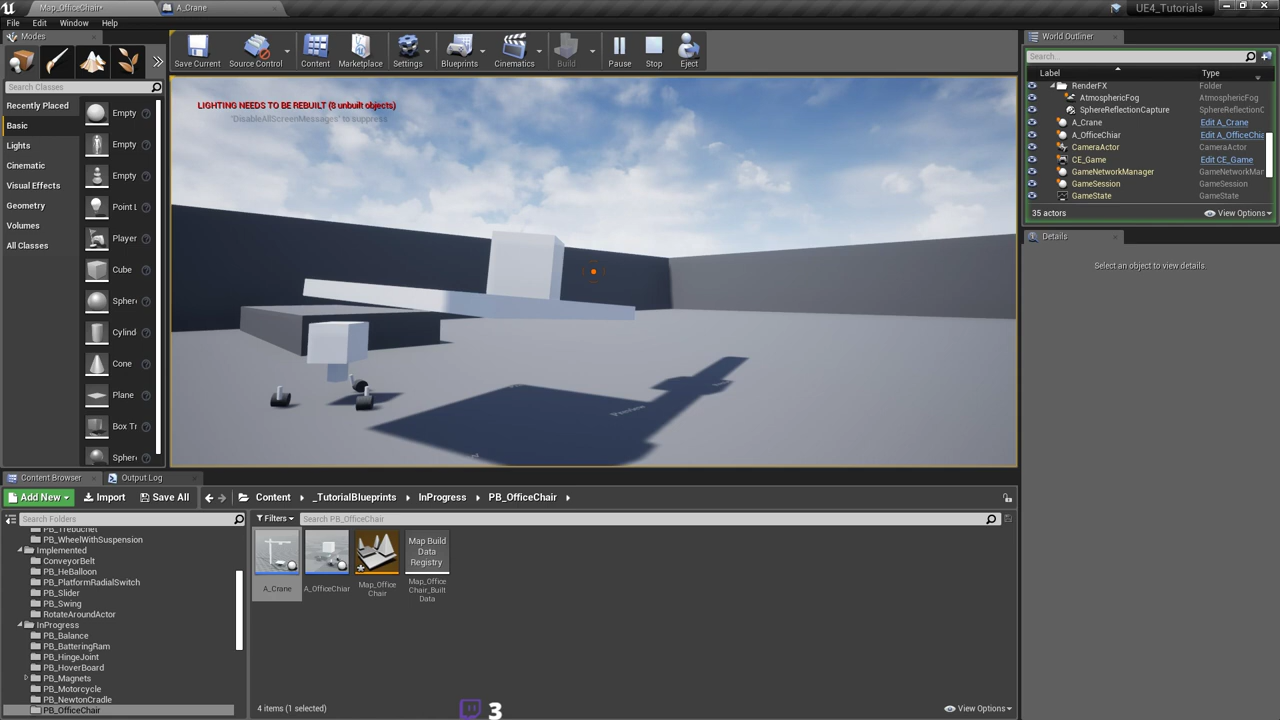 Map_OfficeChair*
A_Crane
UE4_Tutorials
File Edit Window Help
Modes
Search Classes
Recently Placed
Basic
Lights
Cinematic
Visual Effects
Geometry
Volumes
All Classes
Empty
Empty
Empty
Point L
Player
Cube
Spher
Cylind
Cone
Plane
Box Tr
Spher
Save Current
Source Control
Content
Marketplace
Settings
Blueprints
Cinematics
Build
Pause
Stop
Eject
LIGHTING NEEDS TO BE REBUILT (8 unbuilt objects)
'DisableAllScreenMessages' to suppress
Preview
World Outliner
Search...
Label Type
RenderFX Folder
AtmosphericFog AtmosphericFog
SphereReflectionCapture SphereReflectionC
A_Crane Edit A_Crane
A_OfficeChiar Edit A_OfficeChia
CameraActor CameraActor
CE_Game Edit CE_Game
GameNetworkManager GameNetworkMar
GameSession GameSession
GameState GameState
35 actors
View Options
Details
Select an object to view details
Content Browser
Output Log
Add New
Import
Save All
Content
_TutorialBlueprints
InProgress
PB_OfficeChair
Search Folders
Filters
Search PB_OfficeChair
PB_Trebuchet
PB_WheelWithSuspension
Implemented
ConveyorBelt
PB_HeBalloon
PB_PlatformRadialSwitch
PB_Slider
PB_Swing
RotateAroundActor
InProgress
PB_Balance
PB_BatteringRam
PB_HingeJoint
PB_HoverBoard
PB_Magnets
PB_Motorcycle
PB_NewtonCradle
PB_OfficeChair
A_Crane
A_OfficeChiar
Map_Office
Chair
Map Build
Data
Registry
Map_Office
Chair_Built
Data
4 items (1 selected)
View Options
3